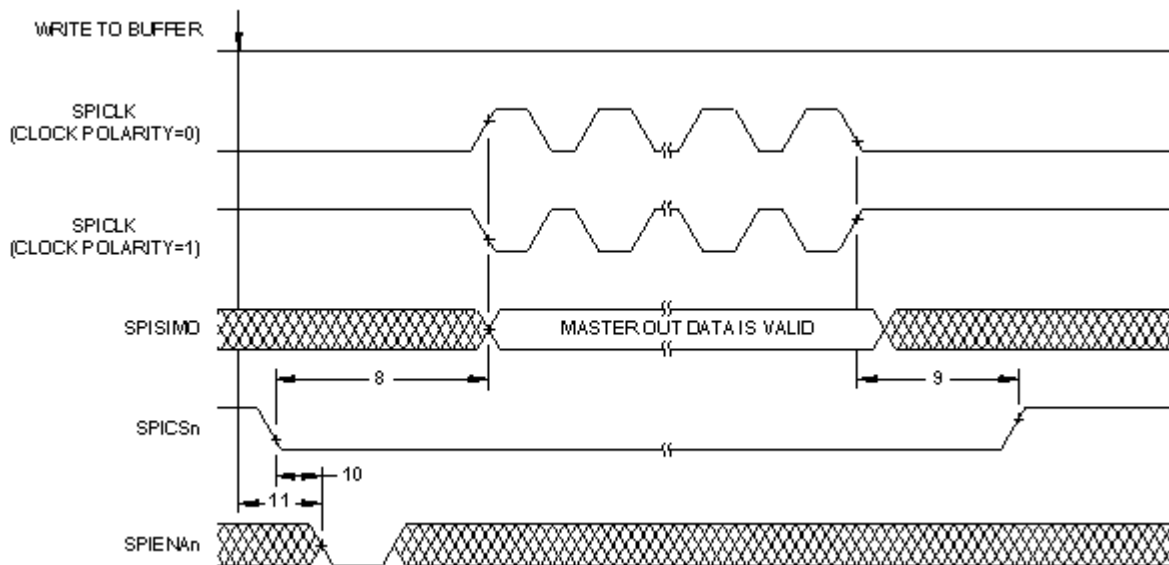 WRITE TO BUFFER
SPICLK
(CLOCK POLARITY=0)
SPICLK
(CLOCK POLARITY=1)
SPISIMO
MASTER OUT DATA IS VALID
8
9
SPICSn
10
11
SPIENAn